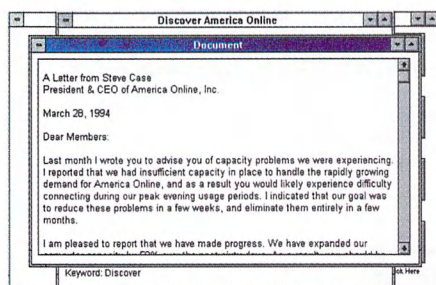 Discover America Online
Document
A Letter from Steve Case
President & CEO of America Online, Inc.
March 28, 1994
Dear Members:
Last month I wrote you to advise you of capacity problems we were experiencing.
I reported that we had insufficient capacity in place to handle the rapidly growing
demand for America Online, and as a result you would likely experience difficulty
connecting during our peak evening usage periods. I indicated that our goal was
to reduce these problems in a few weeks, and eliminate them entirely in a few
months.
I am pleased to report that we have made progress. We have expanded our
Keyword: Discover
ck Here